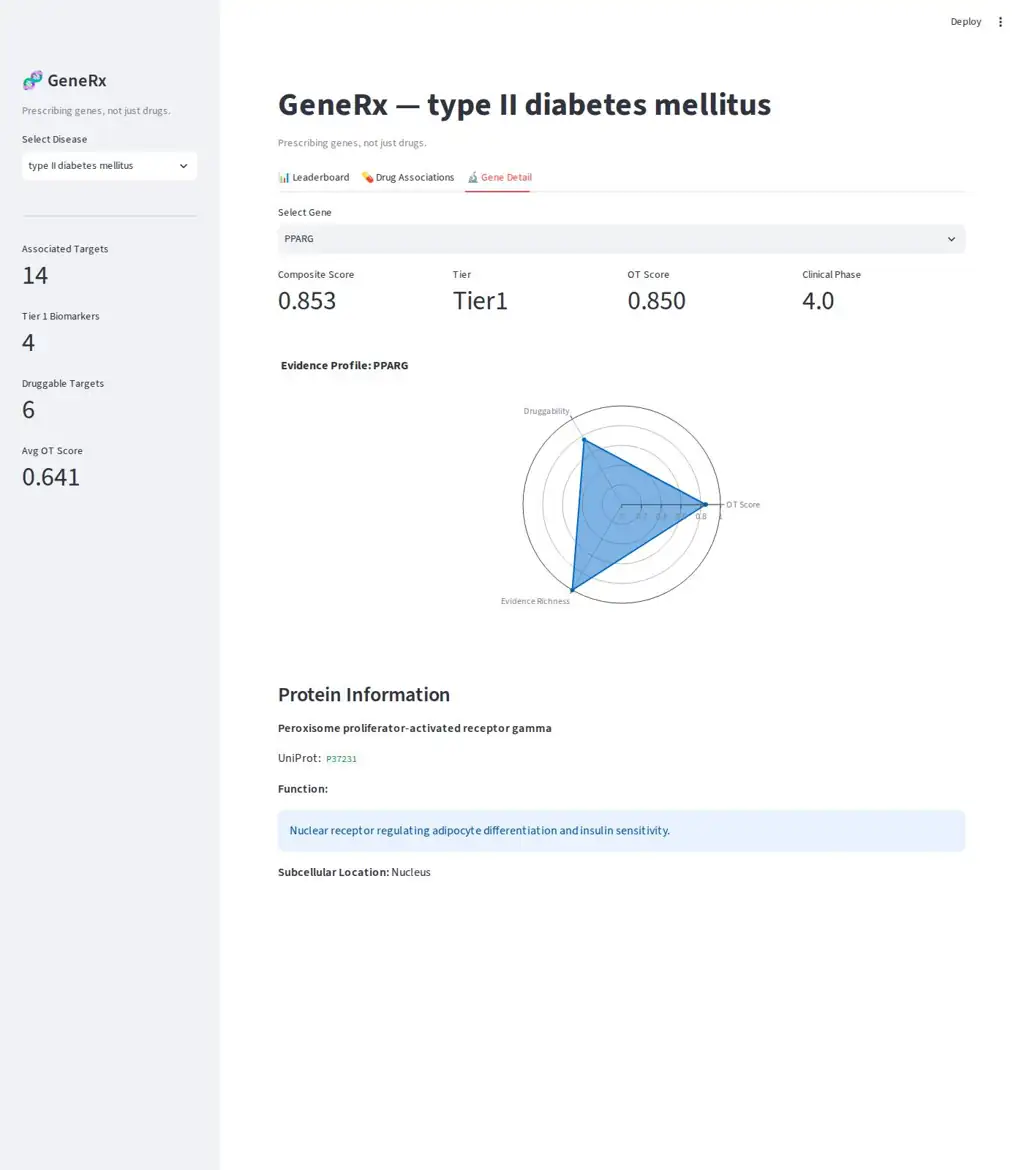 Deploy
🧬 GeneRx
Prescribing genes, not just drugs.
Select Disease
type II diabetes mellitus
Associated Targets
14
Tier 1 Biomarkers
4
Druggable Targets
6
Avg OT Score
0.641
GeneRx — type II diabetes mellitus
Prescribing genes, not just drugs.
📊 Leaderboard 💊 Drug Associations 🔬 Gene Detail
Select Gene
PPARG
Composite Score Tier OT Score Clinical Phase
0.853 Tier1 0.850 4.0
Evidence Profile: PPARG
Druggability
OT Score
0.8 1
Evidence Richness
Protein Information
Peroxisome proliferator-activated receptor gamma
UniProt: P37231
Function:
Nuclear receptor regulating adipocyte differentiation and insulin sensitivity.
Subcellular Location: Nucleus